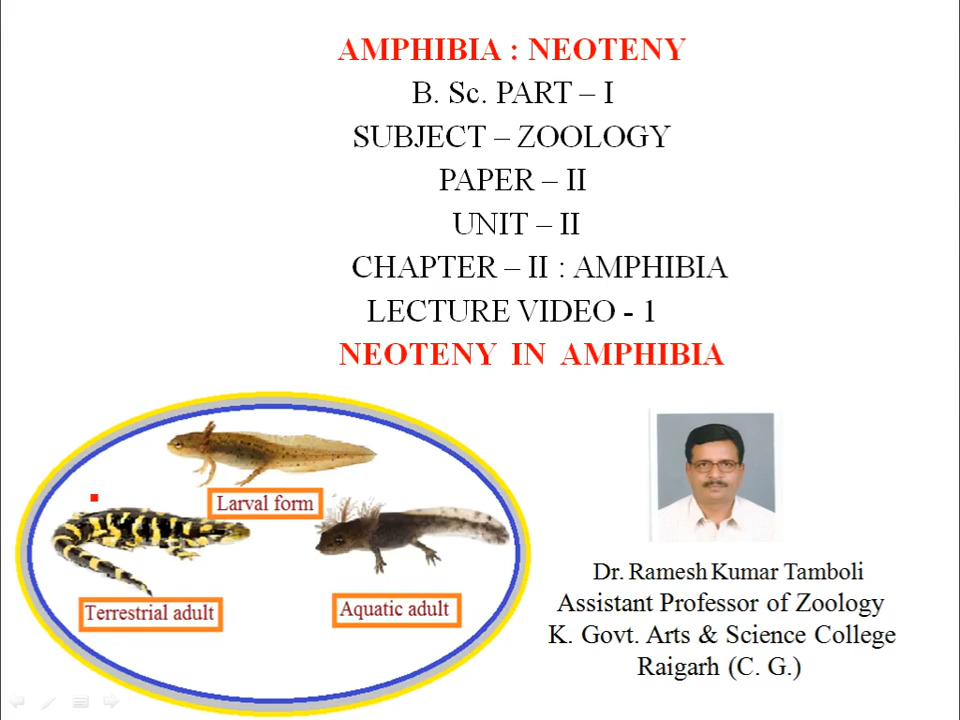 AMPHIBIA : NEOTENY
B. Sc. PART – I
SUBJECT – ZOOLOGY
PAPER – II
UNIT – II
CHAPTER – II : AMPHIBIA
LECTURE VIDEO - 1
NEOTENY IN AMPHIBIA
Larval form
Terrestrial adult
Aquatic adult
Dr. Ramesh Kumar Tamboli
Assistant Professor of Zoology
K. Govt. Arts & Science College
Raigarh (C. G.)